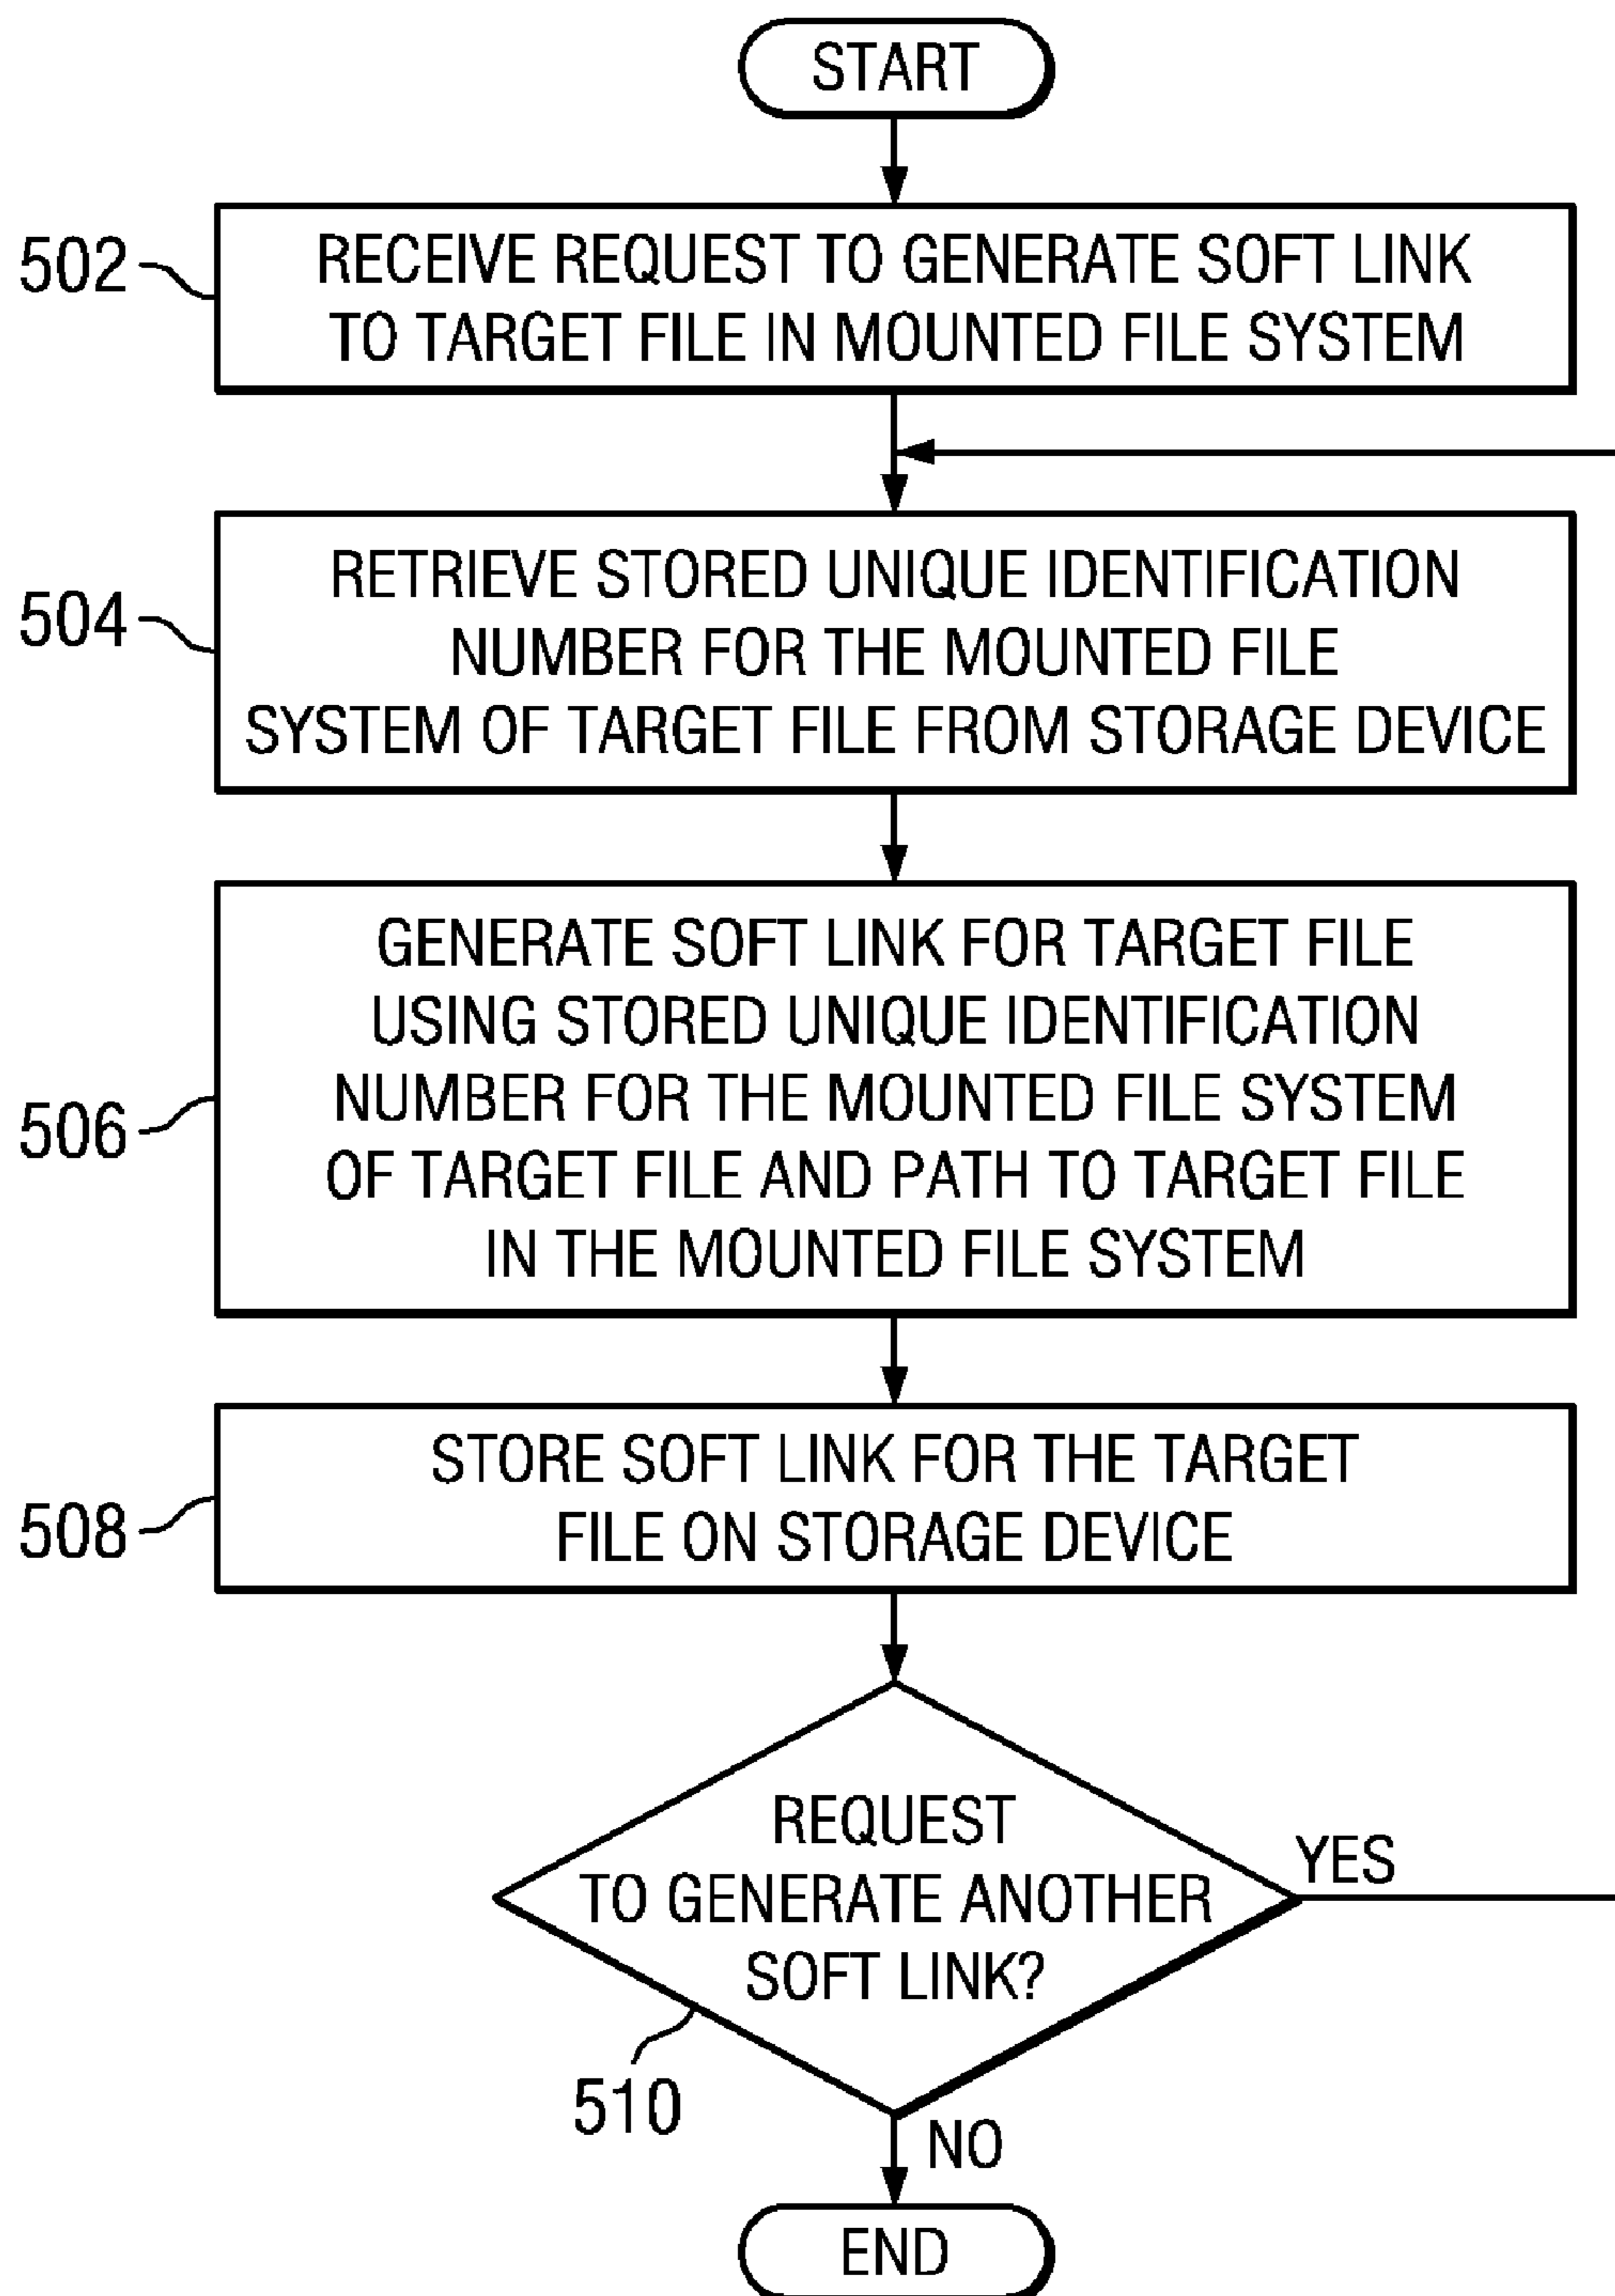 START
502
RECEIVE REQUEST TO GENERATE SOFT LINK
TO TARGET FILE IN MOUNTED FILE SYSTEM
504
RETRIEVE STORED UNIQUE IDENTIFICATION
NUMBER FOR THE MOUNTED FILE
SYSTEM OF TARGET FILE FROM STORAGE DEVICE
506
GENERATE SOFT LINK FOR TARGET FILE
USING STORED UNIQUE IDENTIFICATION
NUMBER FOR THE MOUNTED FILE SYSTEM
OF TARGET FILE AND PATH TO TARGET FILE
IN THE MOUNTED FILE SYSTEM
508
STORE SOFT LINK FOR THE TARGET
FILE ON STORAGE DEVICE
REQUEST
TO GENERATE ANOTHER
SOFT LINK?
YES
510
NO
END